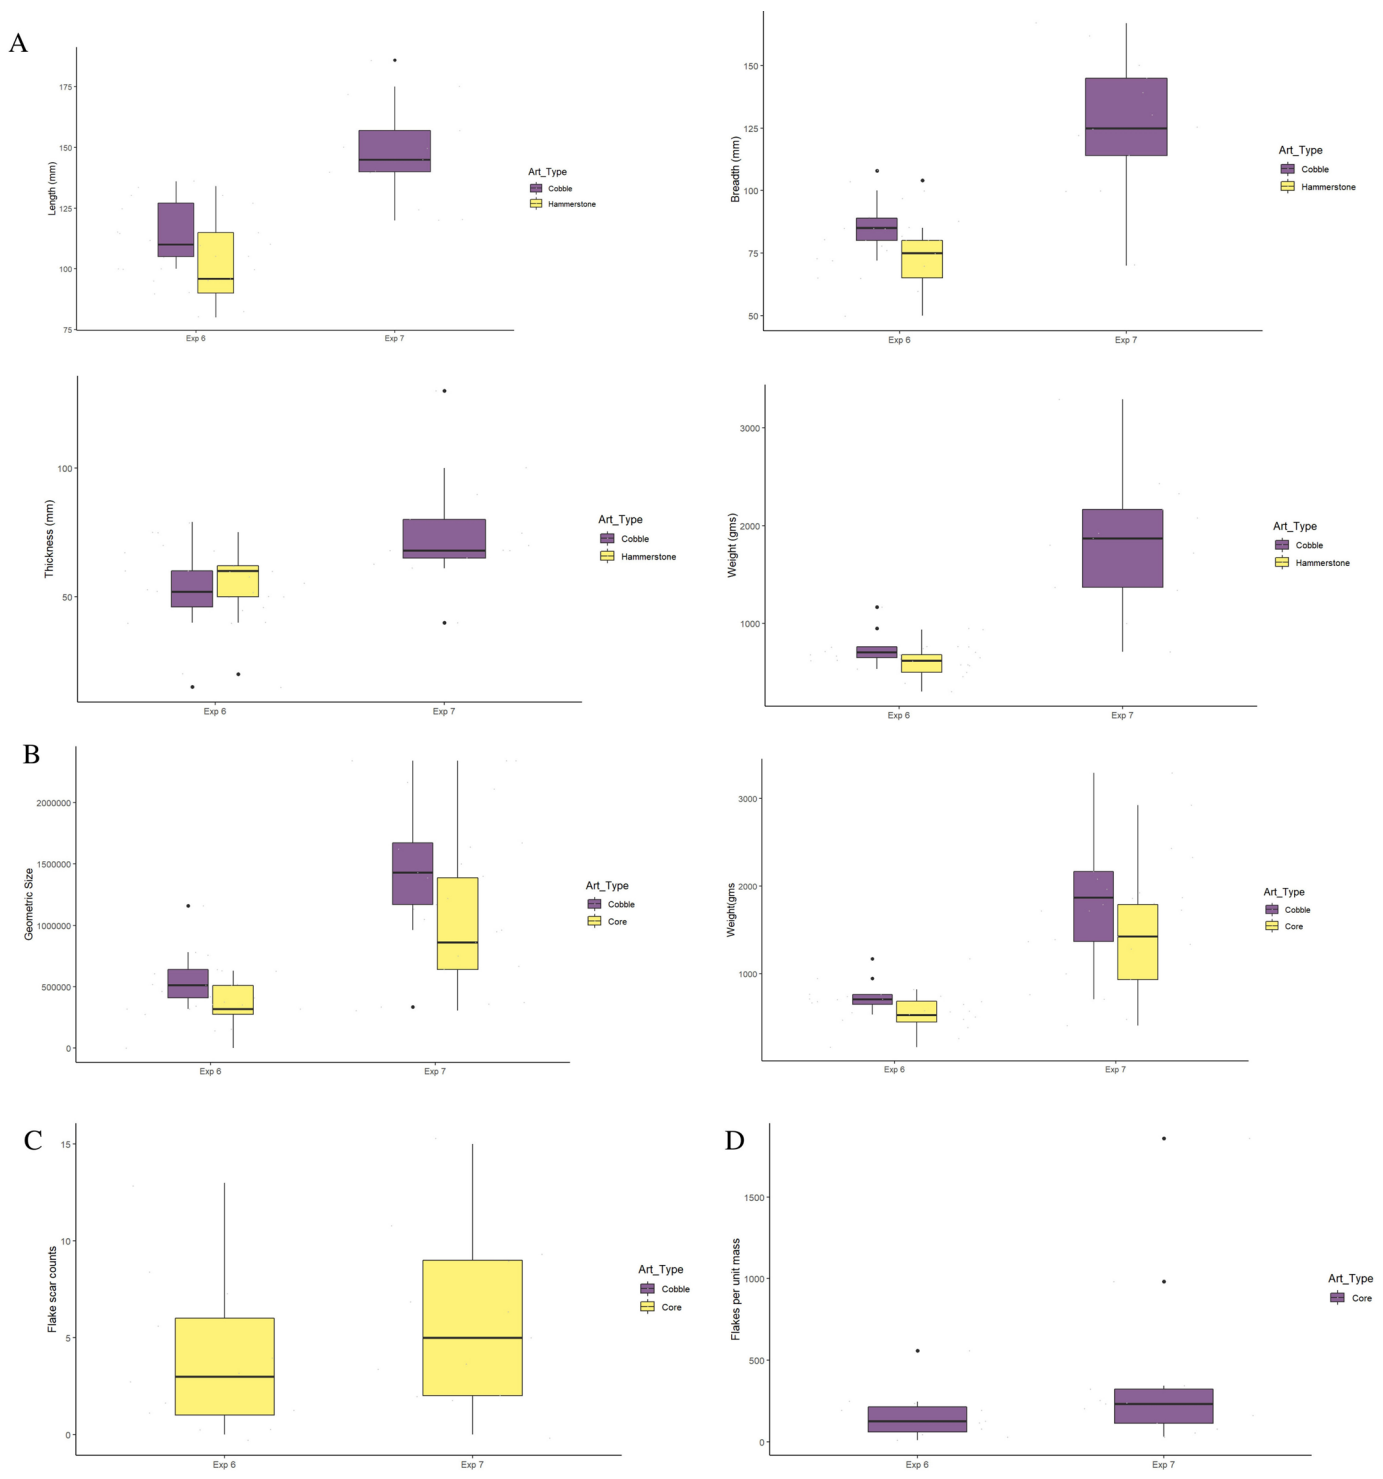 A
Length (mm)
175
150
125
100
75
Exp 6
Exp 7
Art_Type
Cobble
Hammerstone
Breadth (mm)
150
125
100
75
50
Exp 6
Exp 7
Art_Type
Cobble
Hammerstone
Thickness (mm)
100
50
Exp 6
Exp 7
Art_Type
Cobble
Hammerstone
Weight (gms)
3000
2000
1000
Exp 6
Exp 7
Art_Type
Cobble
Hammerstone
B
Geometric Size
2000000
1500000
1000000
500000
0
Exp 6
Exp 7
Art_Type
Cobble
Core
Weight(gms
3000
2000
1000
Exp 6
Exp 7
Art_Type
Cobble
Core
C
Flake scar counts
15
10
5
0
Exp 6
Exp 7
Art_Type
Cobble
Core
D
Flakes per unit mass
1500
1000
500
0
Exp 6
Exp 7
Art_Type
Core